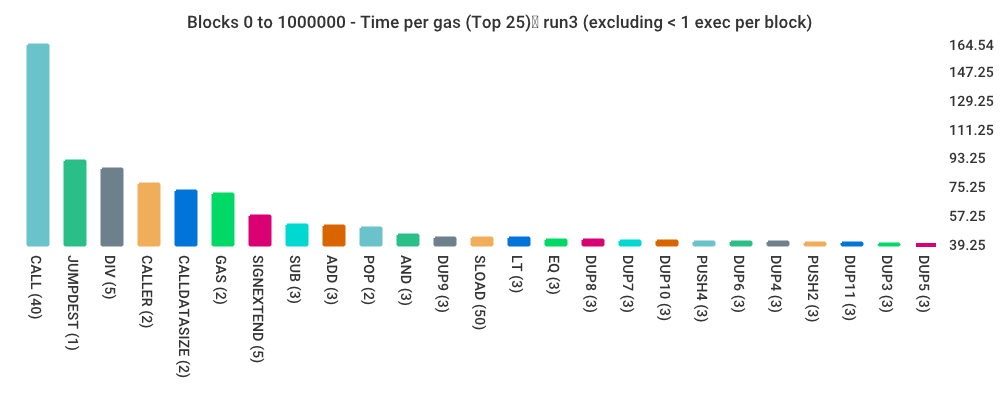 Blocks 0 to 1000000 - Time per gas (Top 25)▯ run3 (excluding < 1 exec per block)
164.54
147.25
129.25
111.25
93.25
75.25
57.25
39.25
CALL (40)
JUMPDEST (1)
DIV (5)
CALLER (2)
CALLDATASIZE (2)
GAS (2)
SIGNEXTEND (5)
SUB (3)
ADD (3)
POP (2)
AND (3)
DUP9 (3)
SLOAD (50)
LT (3)
EQ (3)
DUP8 (3)
DUP7 (3)
DUP10 (3)
PUSH4 (3)
DUP6 (3)
DUP4 (3)
PUSH2 (3)
DUP11 (3)
DUP3 (3)
DUP5 (3)